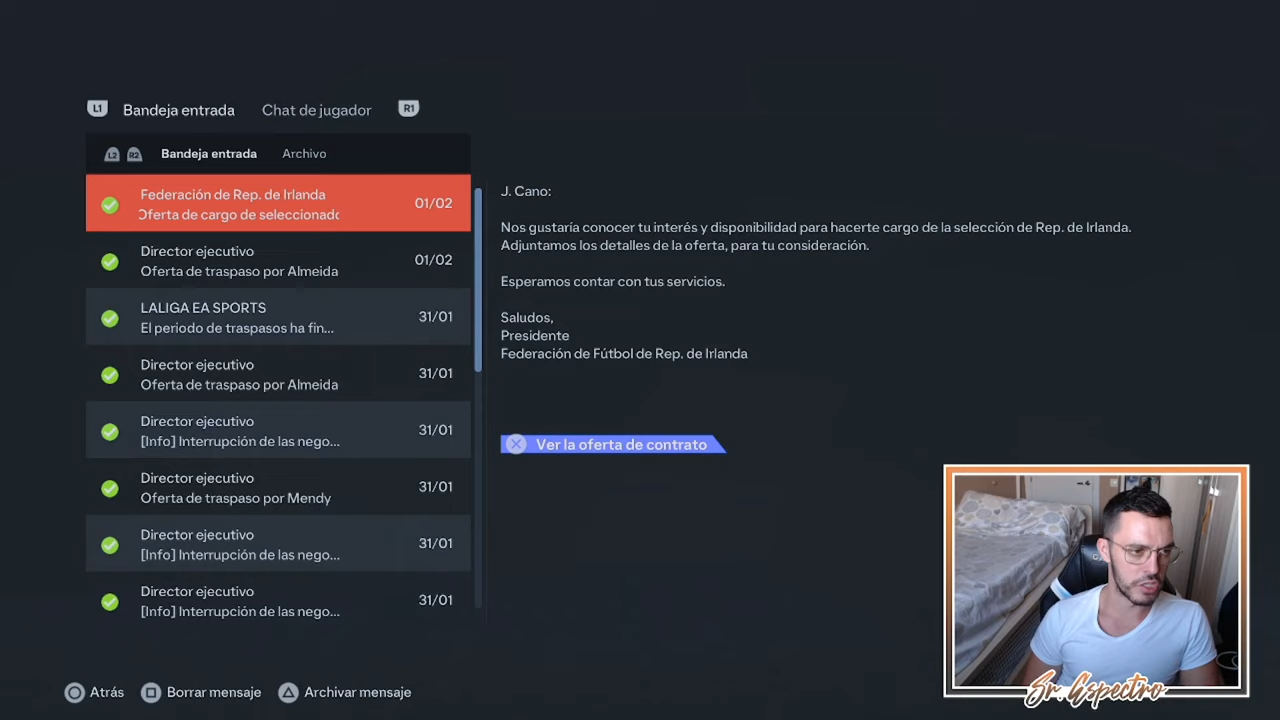 L1 Bandeja entrada Chat de jugador R1
L2 R2 Bandeja entrada Archivo
Federación de Rep. de Irlanda
Oferta de cargo de seleccionado
01/02
Director ejecutivo
Oferta de traspaso por Almeida
01/02
LALIGA EA SPORTS
El periodo de traspasos ha fin...
31/01
Director ejecutivo
Oferta de traspaso por Almeida
31/01
Director ejecutivo
[Info] Interrupción de las nego...
31/01
Director ejecutivo
Oferta de traspaso por Mendy
31/01
Director ejecutivo
[Info] Interrupción de las nego...
31/01
Director ejecutivo
[Info] Interrupción de las nego...
31/01
J. Cano:
Nos gustaría conocer tu interés y disponibilidad para hacerte cargo de la selección de Rep. de Irlanda.
Adjuntamos los detalles de la oferta, para tu consideración.
Esperamos contar con tus servicios.
Saludos,
Presidente
Federación de Fútbol de Rep. de Irlanda
Ver la oferta de contrato
Sr. Espectro
Atrás Borrar mensaje Archivar mensaje